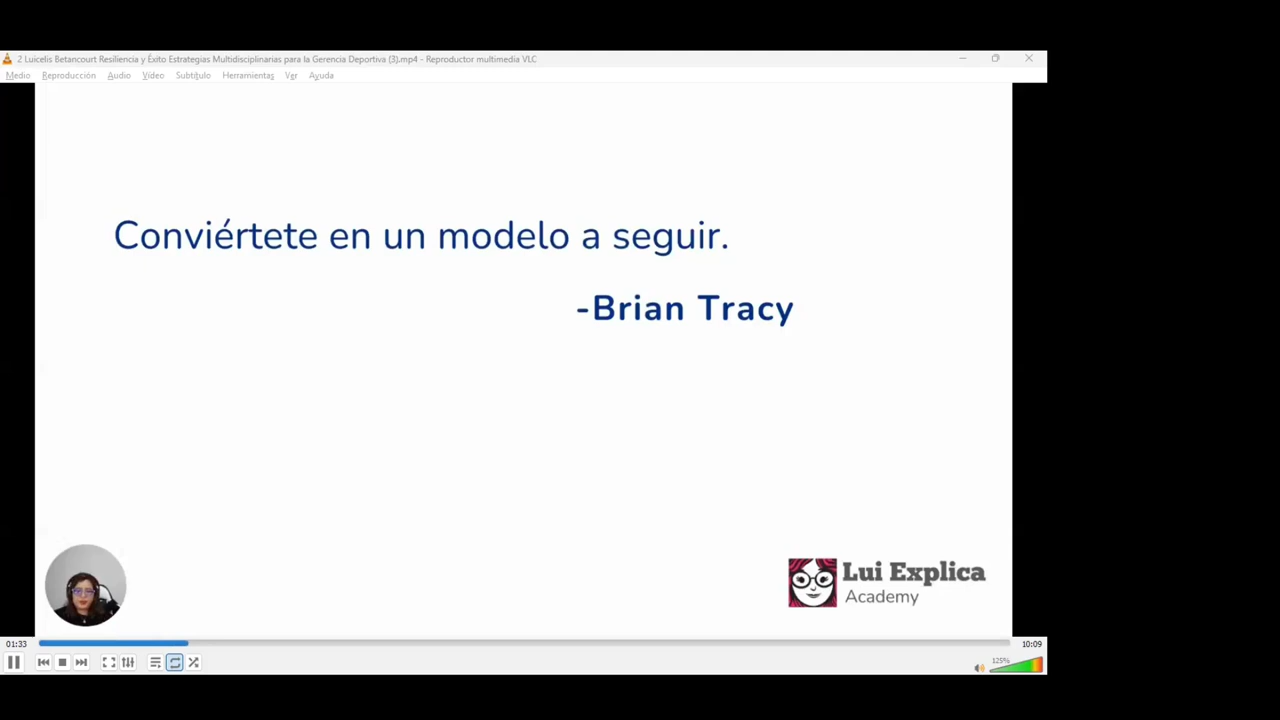 2 Luicelis Betancourt Resiliencia y Éxito Estrategias Multidisciplinarias para la Gerencia Deportiva (3).mp4 - Reproductor multimedia VLC
Medio Reproducción Audio Vídeo Subtítulo Herramientas Ver Ayuda
Conviértete en un modelo a seguir.
-Brian Tracy
Lui Explica
Academy
01:33
10:09
125%